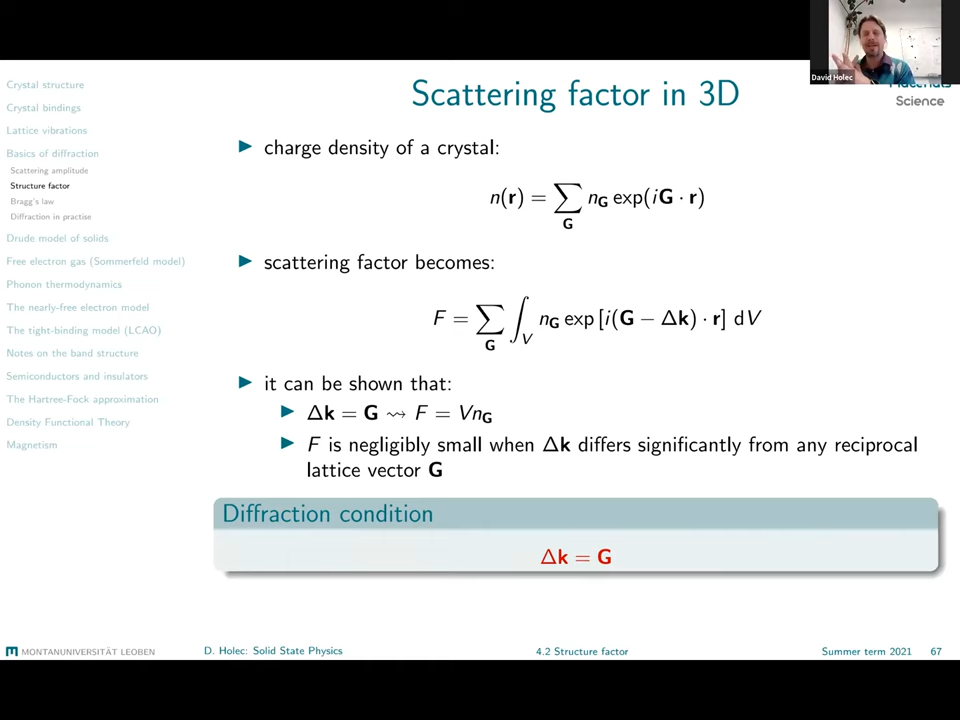 David Holec
Materials
Science
Crystal structure
Crystal bindings
Lattice vibrations
Basics of diffraction
Scattering amplitude
Structure factor
Bragg's law
Diffraction in practise
Drude model of solids
Free electron gas (Sommerfeld model)
Phonon thermodynamics
The nearly-free electron model
The tight-binding model (LCAO)
Notes on the band structure
Semiconductors and insulators
The Hartree-Fock approximation
Density Functional Theory
Magnetism
Scattering factor in 3D
▶ charge density of a crystal:
n(r) = ∑_G n_G exp(iG · r)
▶ scattering factor becomes:
F = ∑_G ∫_V n_G exp [i(G − Δk) · r] dV
▶ it can be shown that:
▶ Δk = G ⇝ F = Vn_G
▶ F is negligibly small when Δk differs significantly from any reciprocal
lattice vector G
Diffraction condition
Δk = G
MONTANUNIVERSITÄT LEOBEN
D. Holec: Solid State Physics
4.2 Structure factor
Summer term 2021
67